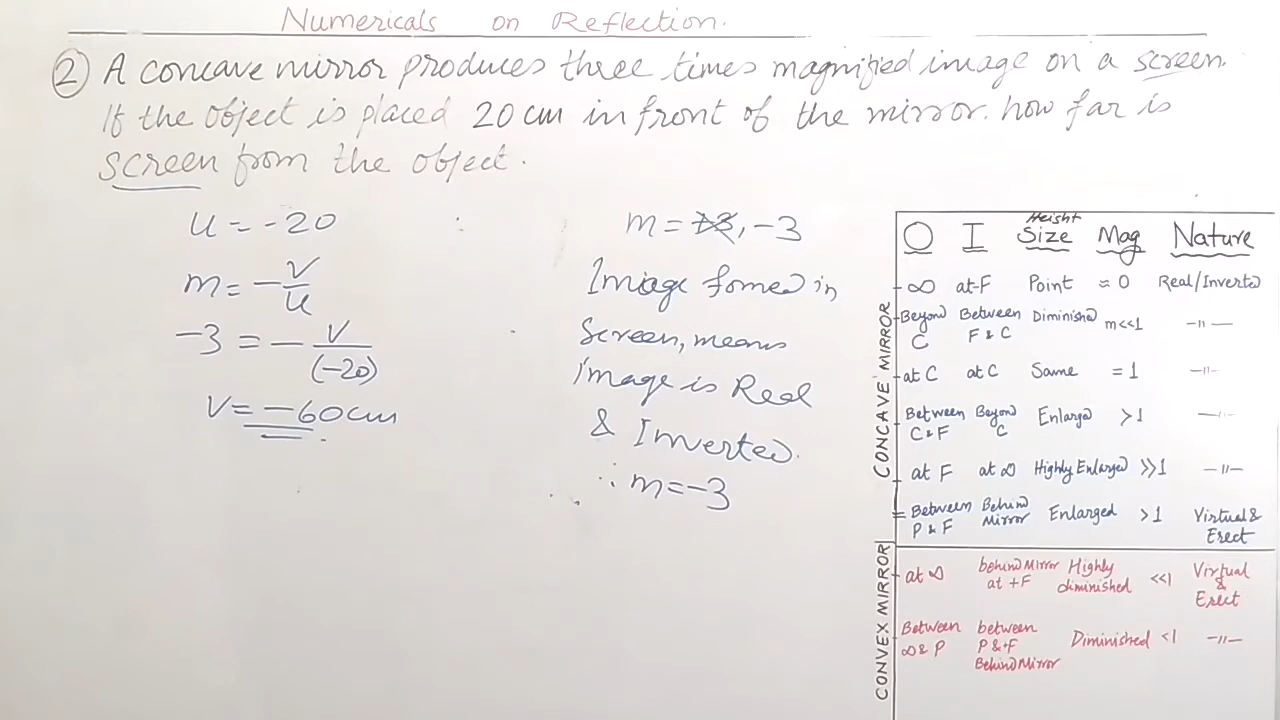 Numericals on Reflection.
② A concave mirror produces three times magnified image on a screen.
If the object is placed 20 cm in front of the mirror. how far is
screen from the object.
u = -20
m = -v/u
-3 = -v/(-20)
v = -60cm
m = +3, -3
Image fomed in
Screen, means
image is Real
& Inverted.
∴ m = -3
CONCAVE MIRROR
O I Height Size Mag Nature
∞ at-F Point ≈ 0 Real/Inverted
Beyond C Between F & C Diminished m<<1 -〃-
at C at C Same = 1 -〃-
Between C & F Beyond C Enlarged >1 -〃-
at F at ∞ Highly Enlarged >>1 -〃-
Between P & F Behind Mirror Enlarged >1 Virtual & Erect
CONVEX MIRROR
at ∞ behind Mirror at +F Highly diminished <<1 Virtual & Erect
Between ∞ & P between P & +F Behind Mirror Diminished <1 -〃-